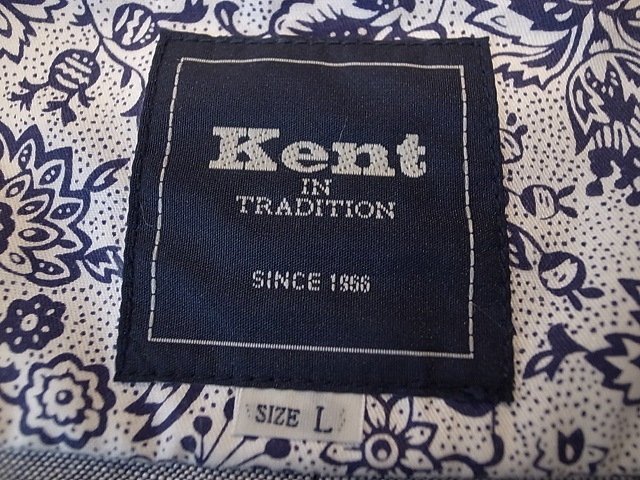 Kent
IN
TRADITION
SINCE 1966
SIZE L